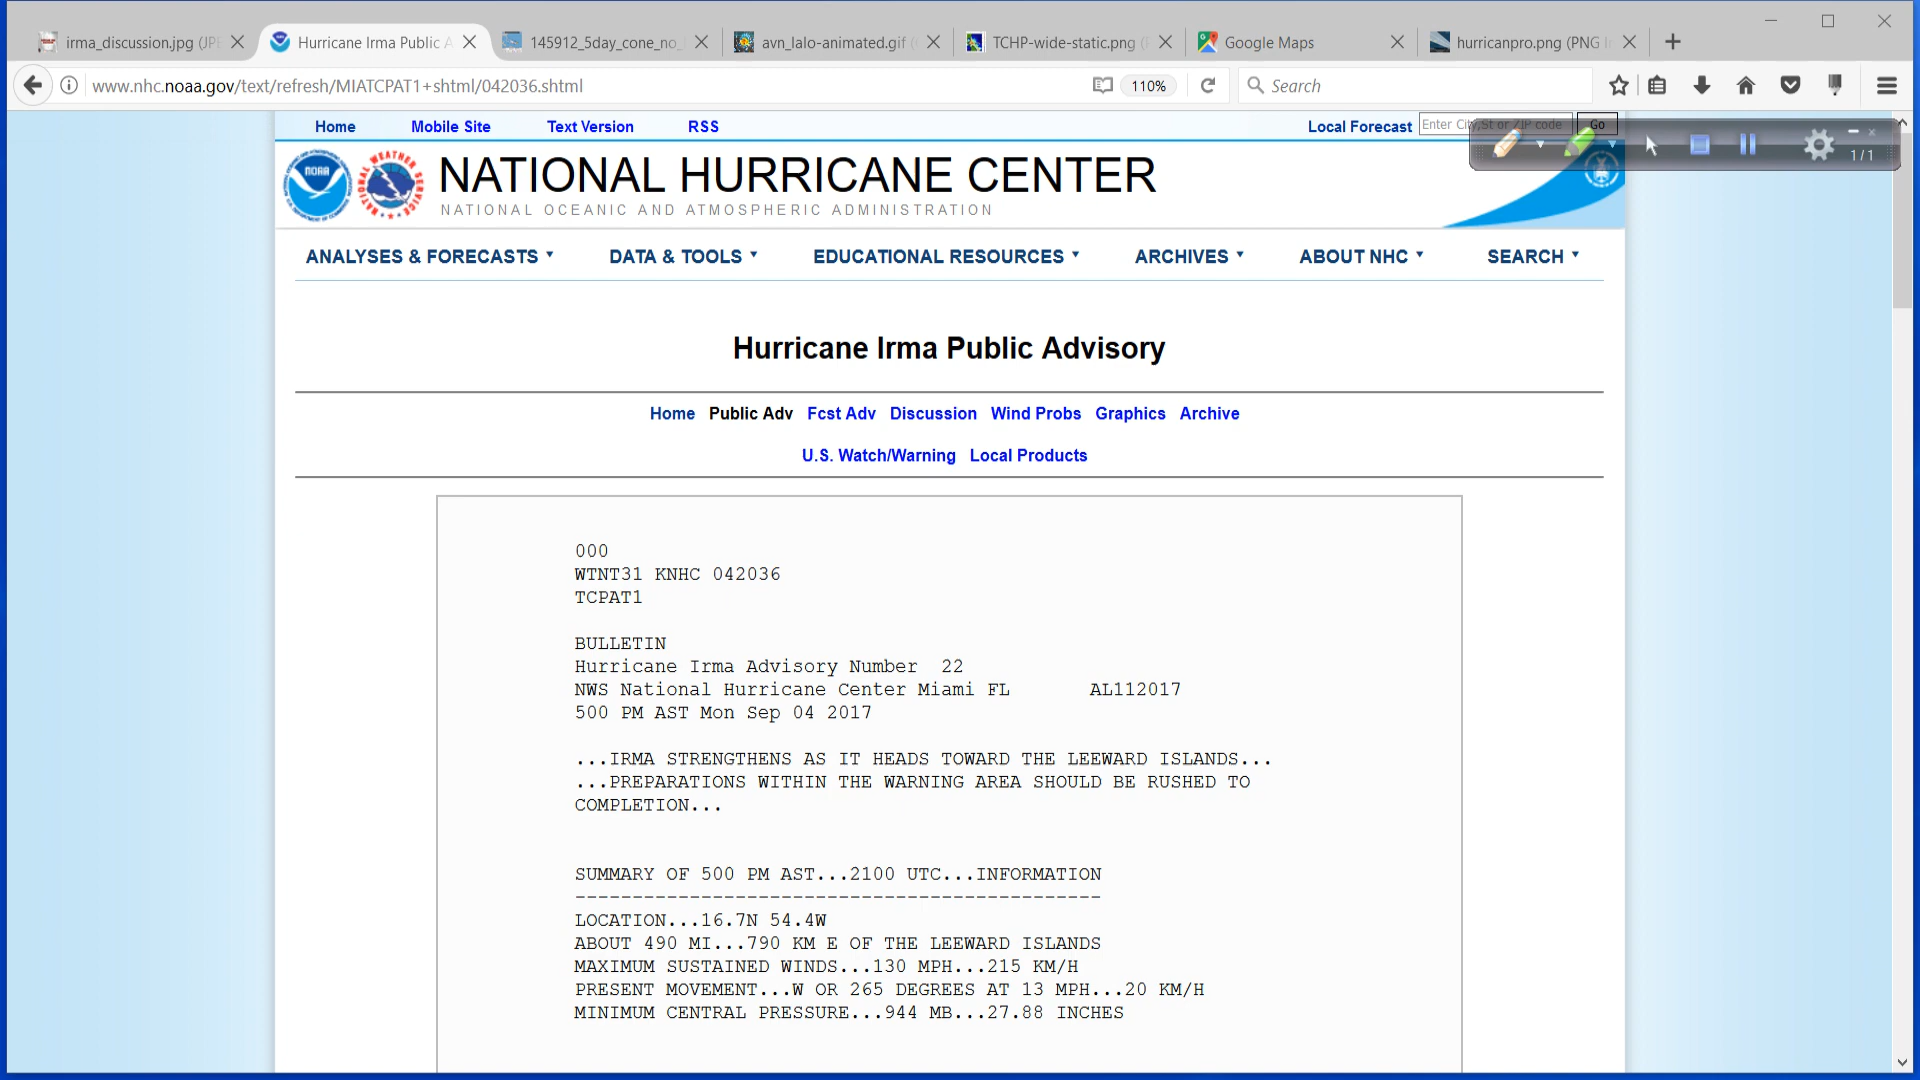 irma_discussion.jpg (JPE
Hurricane Irma Public A
145912_5day_cone_no_
avn_lalo-animated.gif (
TCHP-wide-static.png (
Google Maps
hurricanpro.png (PNG I
www.nhc.noaa.gov/text/refresh/MIATCPAT1+shtml/042036.shtml
110%
Search
Home Mobile Site Text Version RSS
Local Forecast Enter City,St or ZIP code Go
1/1
NOAA
NATIONAL HURRICANE CENTER
NATIONAL OCEANIC AND ATMOSPHERIC ADMINISTRATION
ANALYSES & FORECASTS DATA & TOOLS EDUCATIONAL RESOURCES ARCHIVES ABOUT NHC SEARCH
Hurricane Irma Public Advisory
Home Public Adv Fcst Adv Discussion Wind Probs Graphics Archive
U.S. Watch/Warning Local Products
000
WTNT31 KNHC 042036
TCPAT1
BULLETIN
Hurricane Irma Advisory Number 22
NWS National Hurricane Center Miami FL AL112017
500 PM AST Mon Sep 04 2017
...IRMA STRENGTHENS AS IT HEADS TOWARD THE LEEWARD ISLANDS...
...PREPARATIONS WITHIN THE WARNING AREA SHOULD BE RUSHED TO
COMPLETION...
SUMMARY OF 500 PM AST...2100 UTC...INFORMATION
----------------------------------------------
LOCATION...16.7N 54.4W
ABOUT 490 MI...790 KM E OF THE LEEWARD ISLANDS
MAXIMUM SUSTAINED WINDS...130 MPH...215 KM/H
PRESENT MOVEMENT...W OR 265 DEGREES AT 13 MPH...20 KM/H
MINIMUM CENTRAL PRESSURE...944 MB...27.88 INCHES